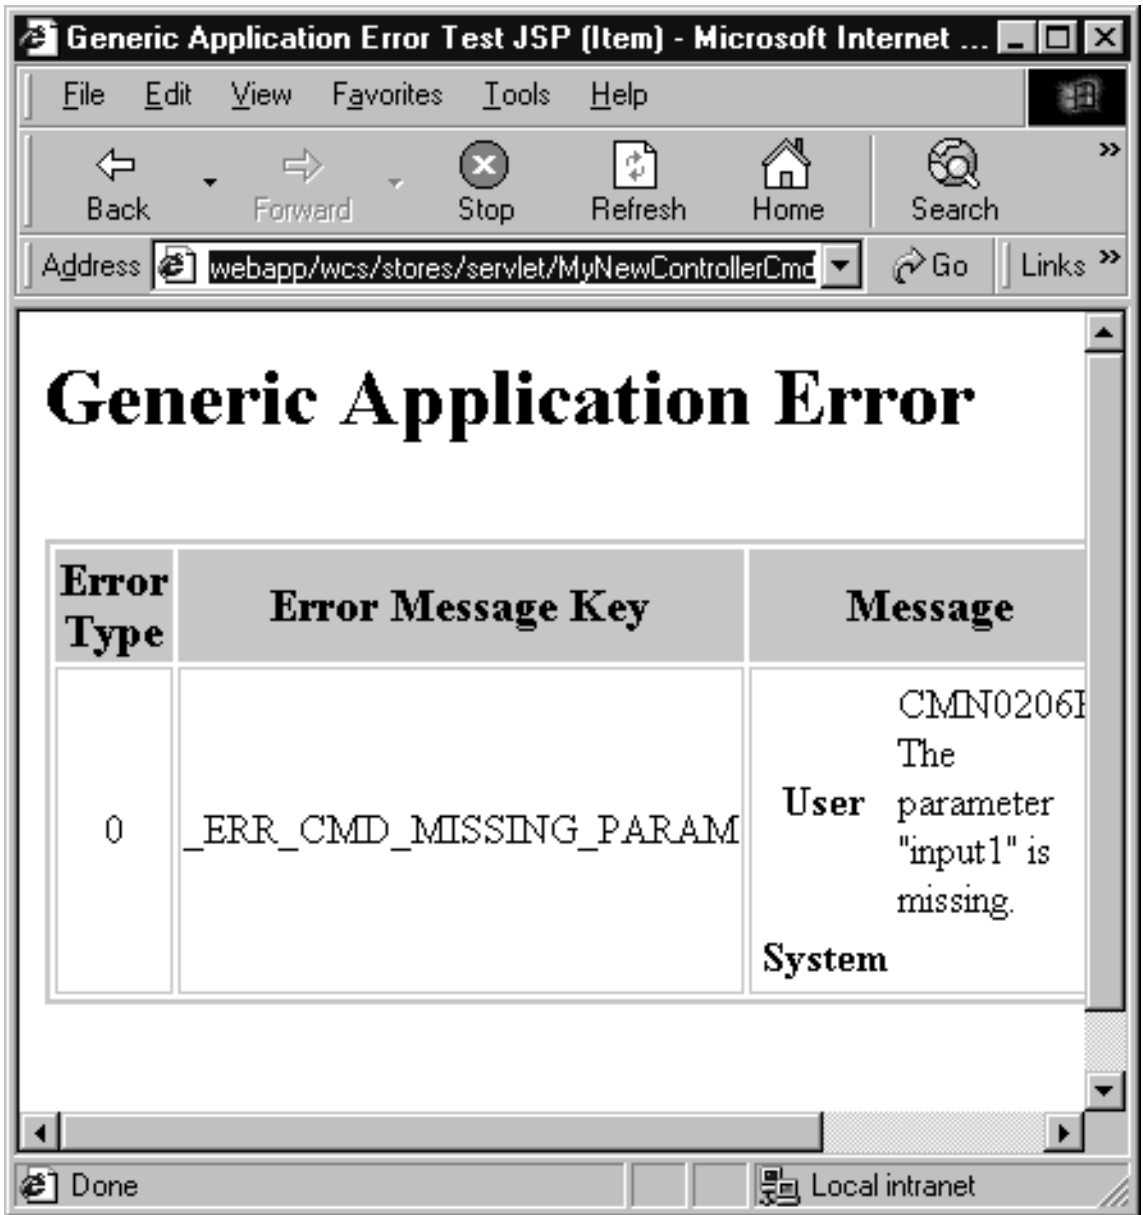 Generic Application Error Test JSP (Item) - Microsoft Internet ...
File Edit View Favorites Tools Help
Back Forward Stop Refresh Home Search
Address webapp/wcs/stores/servlet/MyNewControllerCmd Go Links
Generic Application Error
Error
Type
Error Message Key
Message
0
_ERR_CMD_MISSING_PARAM
User
CMN0206
The
parameter
"input1" is
missing.
System
Done Local intranet